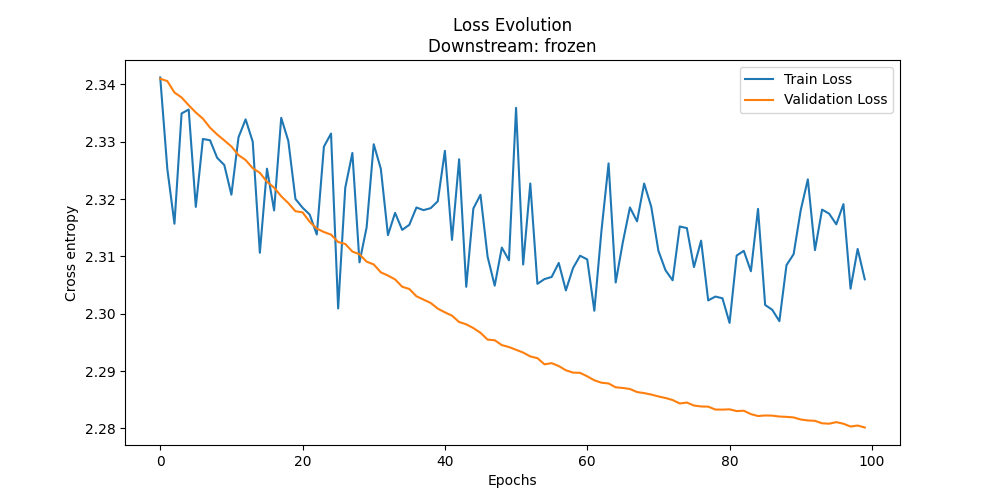 Loss Evolution
Downstream: frozen
Train Loss
Validation Loss
2.34
2.33
2.32
2.31
2.30
2.29
2.28
Cross entropy
0 20 40 60 80 100
Epochs